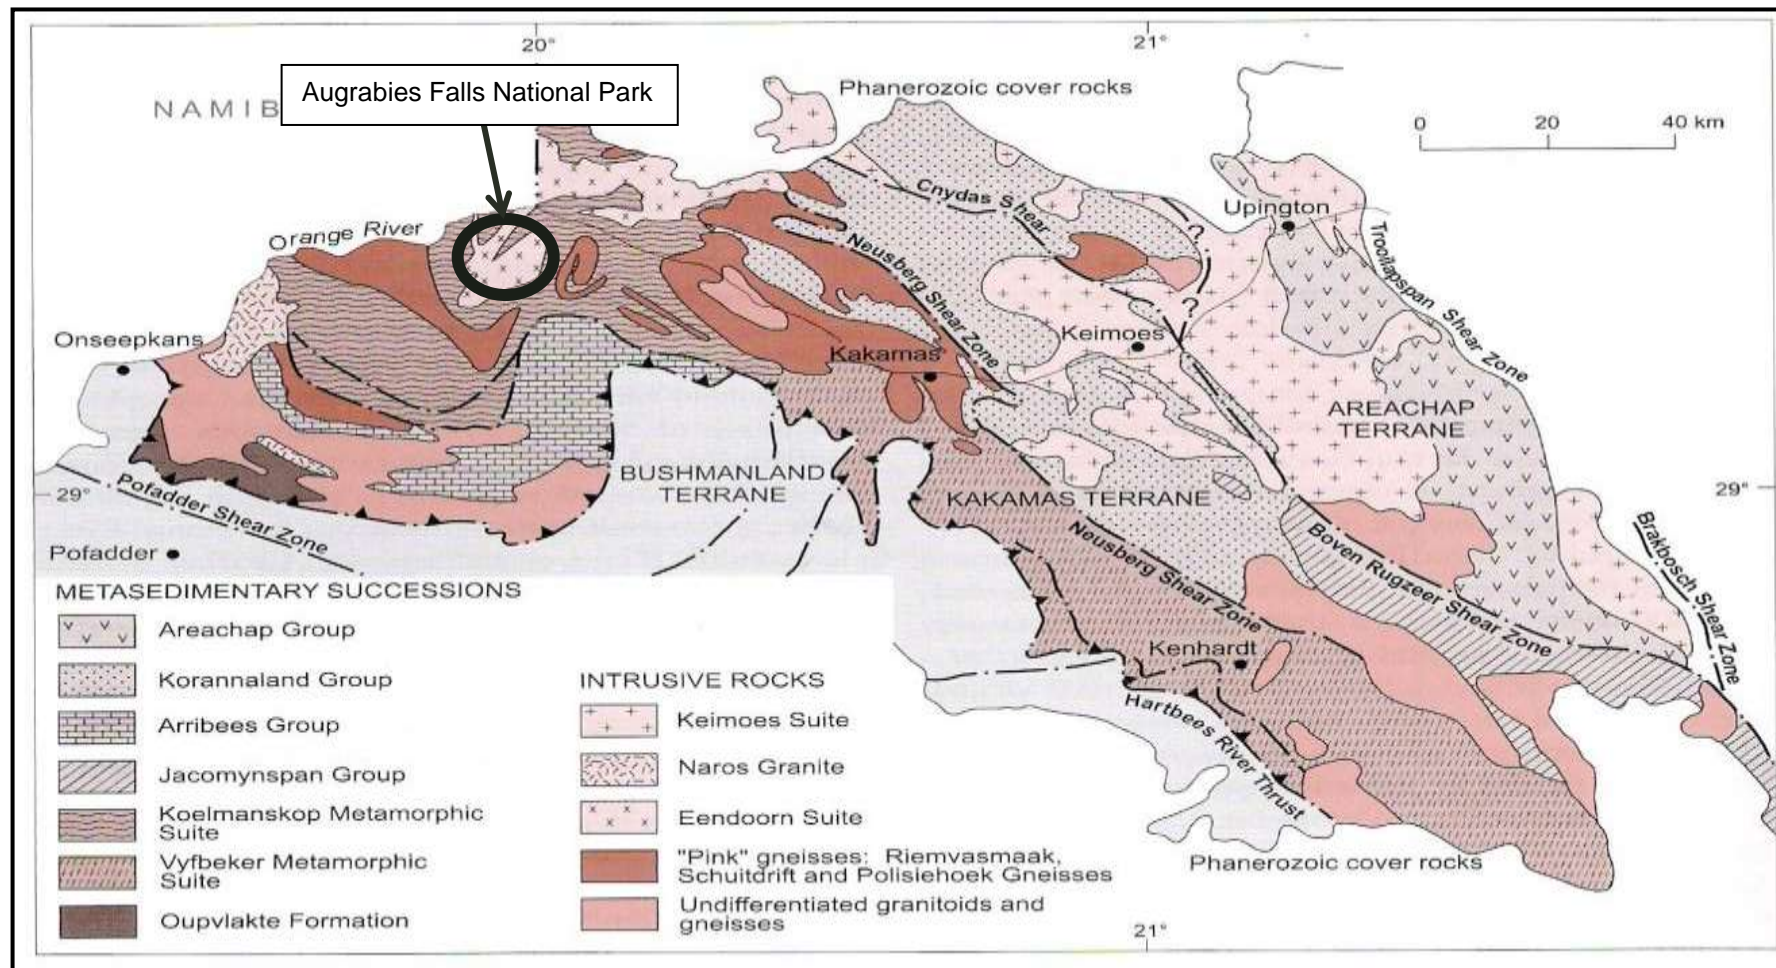 20°
21°
Augrabies Falls National Park
NAMIB
Phanerozoic cover rocks
0 20 40 km
Orange River
Cnydas Shear
Upington
Trooilapspan Shear Zone
Neusberg Shear Zone
?
?
Onseepkans
Keimoes
Kakamas
AREACHAP
TERRANE
BUSHMANLAND
TERRANE
KAKAMAS TERRANE
29°
29°
Pofadder Shear Zone
Pofadder
Neusberg Shear Zone
Boven Rugzeer Shear Zone
Brakbosch Shear Zone
Kenhardt
Hartbees River Thrust
Phanerozoic cover rocks
21°
METASEDIMENTARY SUCCESSIONS
Areachap Group
Korannaland Group
Arribees Group
Jacomynspan Group
Koelmanskop Metamorphic
Suite
Vyfbeker Metamorphic
Suite
Oupvlakte Formation
INTRUSIVE ROCKS
Keimoes Suite
Naros Granite
Eendoorn Suite
"Pink" gneisses: Riemvasmaak,
Schuitdrift and Polisiehoek Gneisses
Undifferentiated granitoids and
gneisses